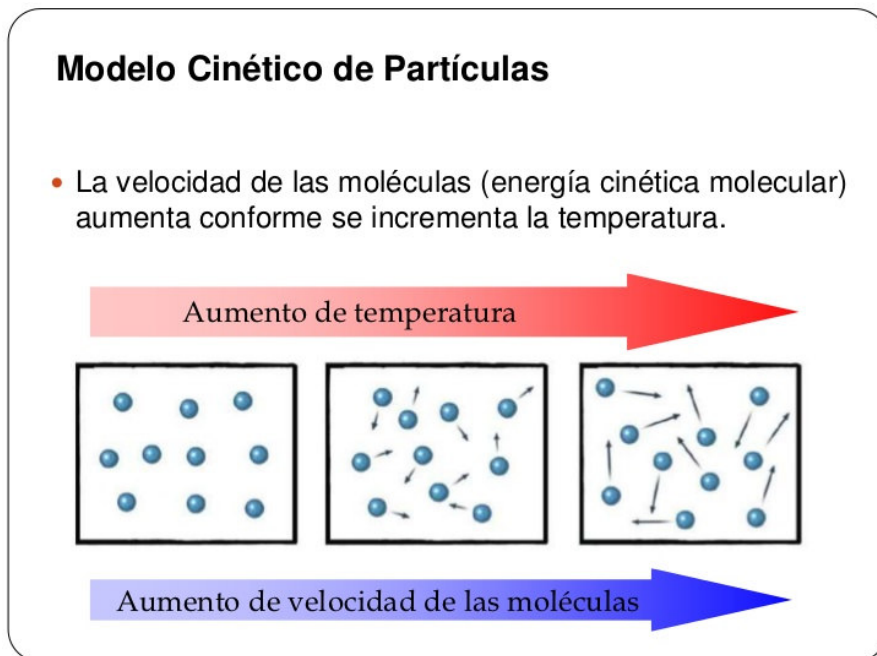 Modelo Cinético de Partículas
• La velocidad de las moléculas (energía cinética molecular)
aumenta conforme se incrementa la temperatura.
Aumento de temperatura
Aumento de velocidad de las moléculas